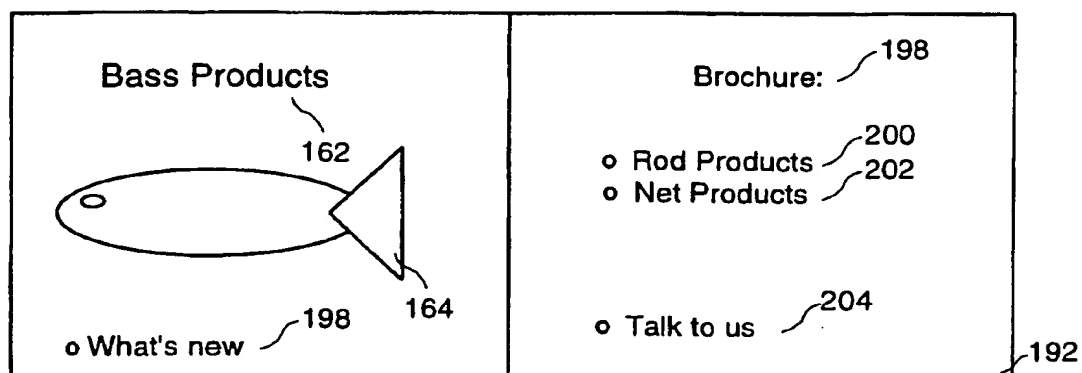 Bass Products
162
164
What's new
198
Brochure:
198
Rod Products
200
Net Products
202
Talk to us
204
192